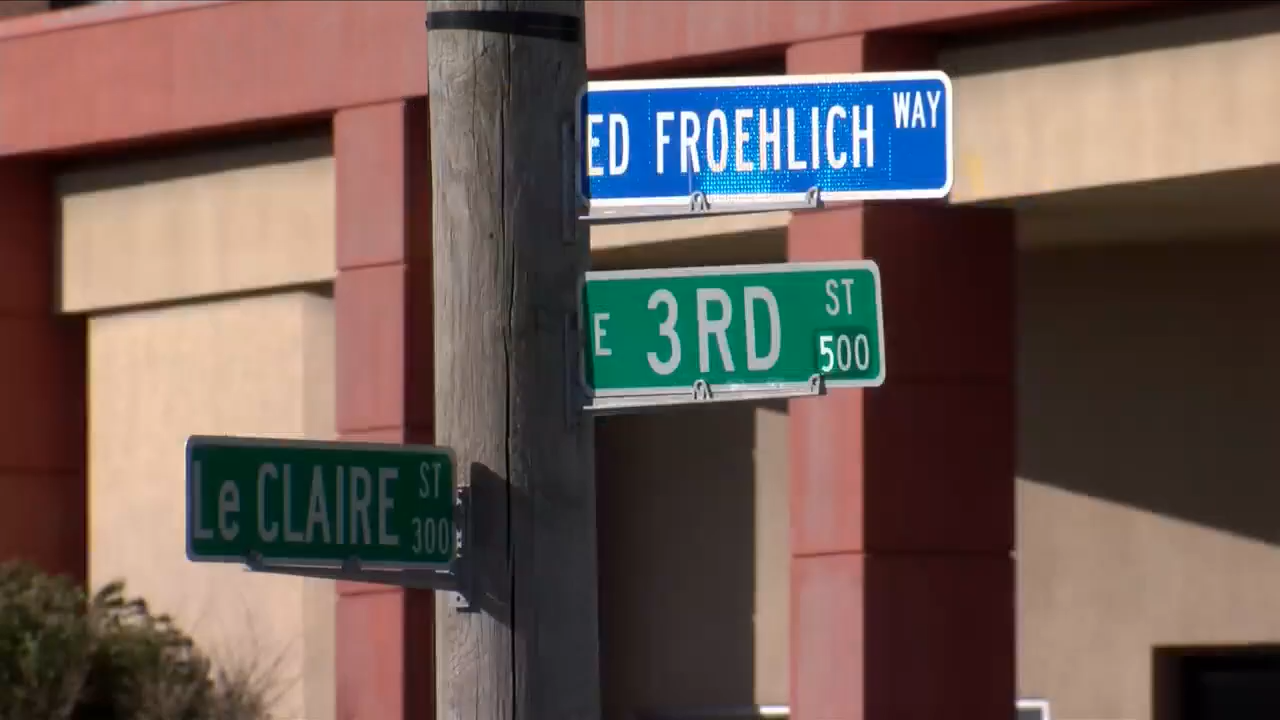 ED FROEHLICH WAY
E 3RD ST
500
Le CLAIRE ST
300